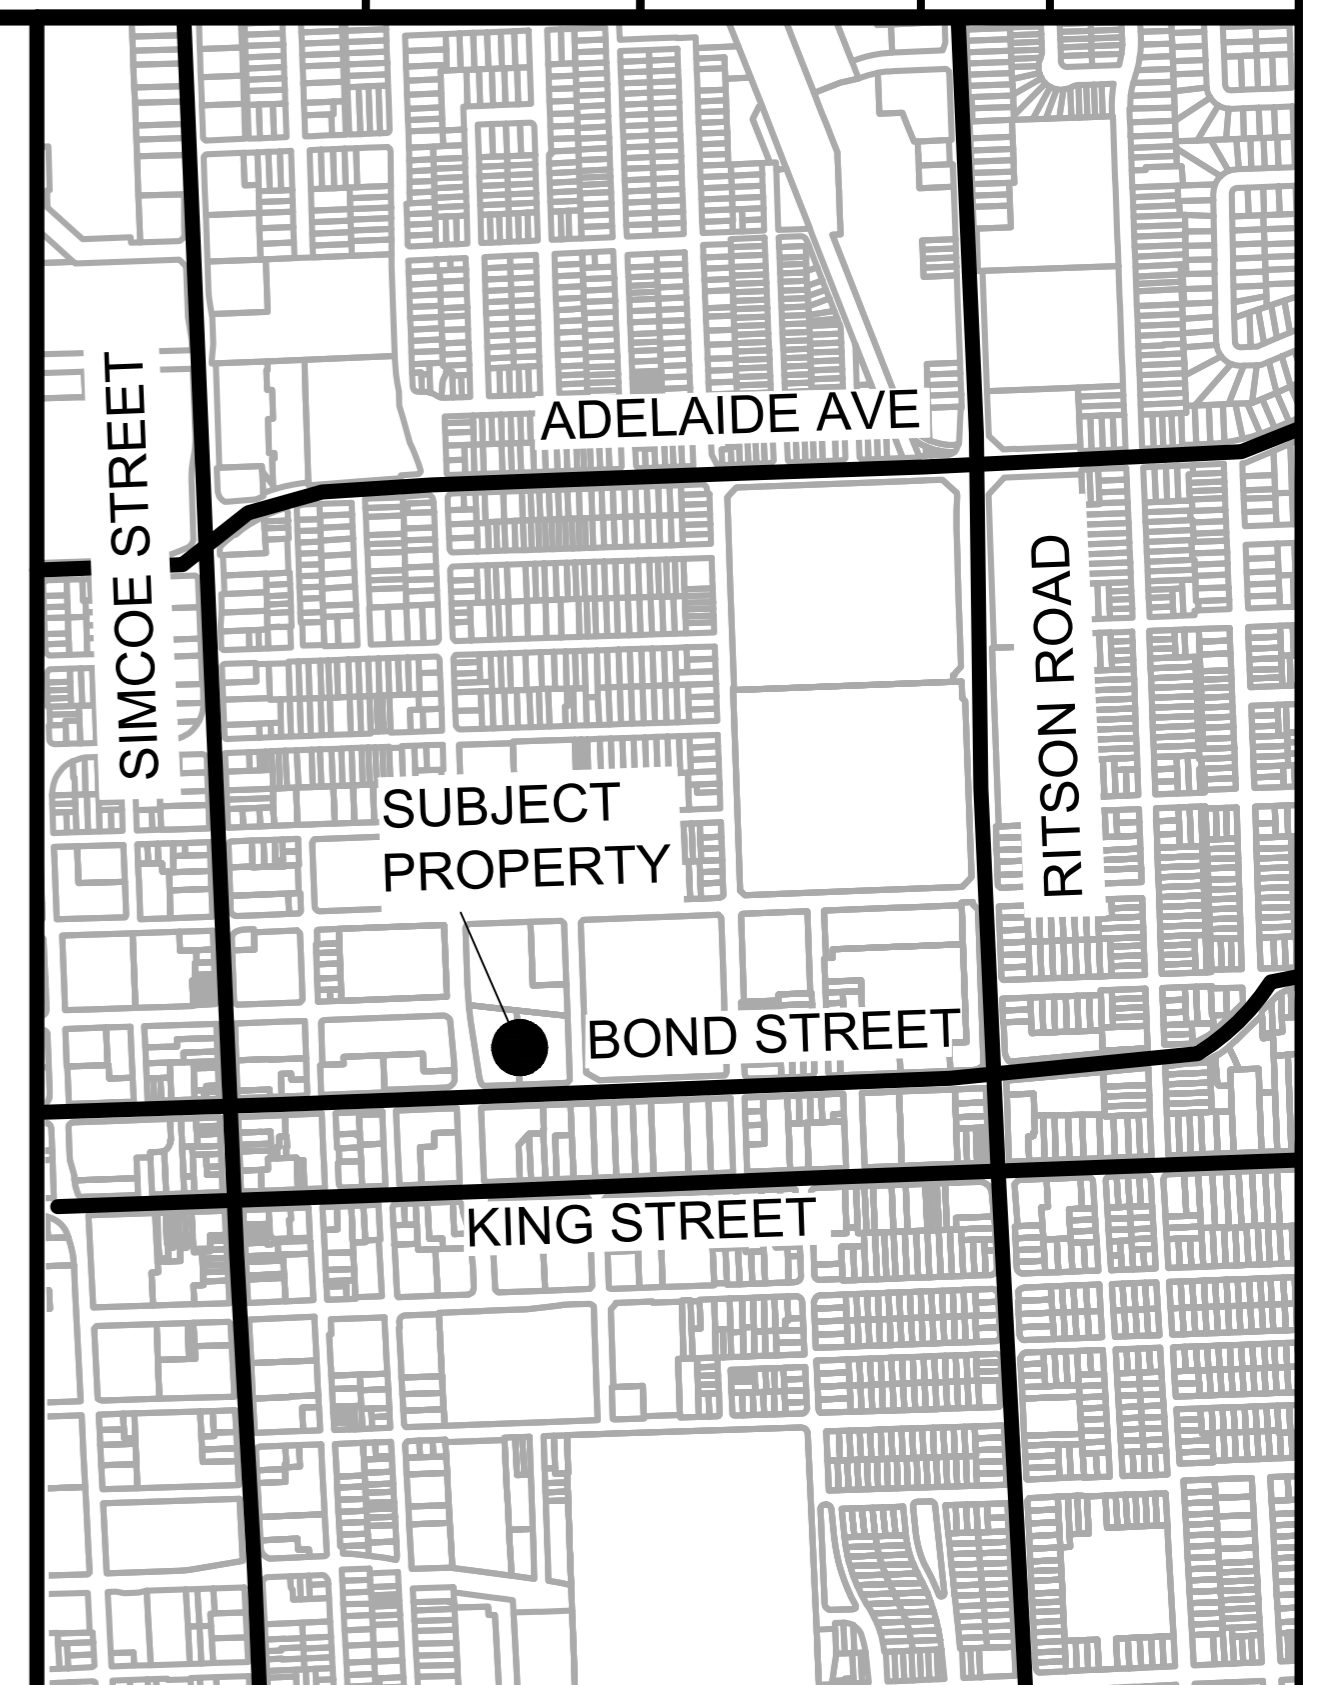 ADELAIDE AVE
SIMCOE STREET
RITSON ROAD
SUBJECT
PROPERTY
BOND STREET
KING STREET